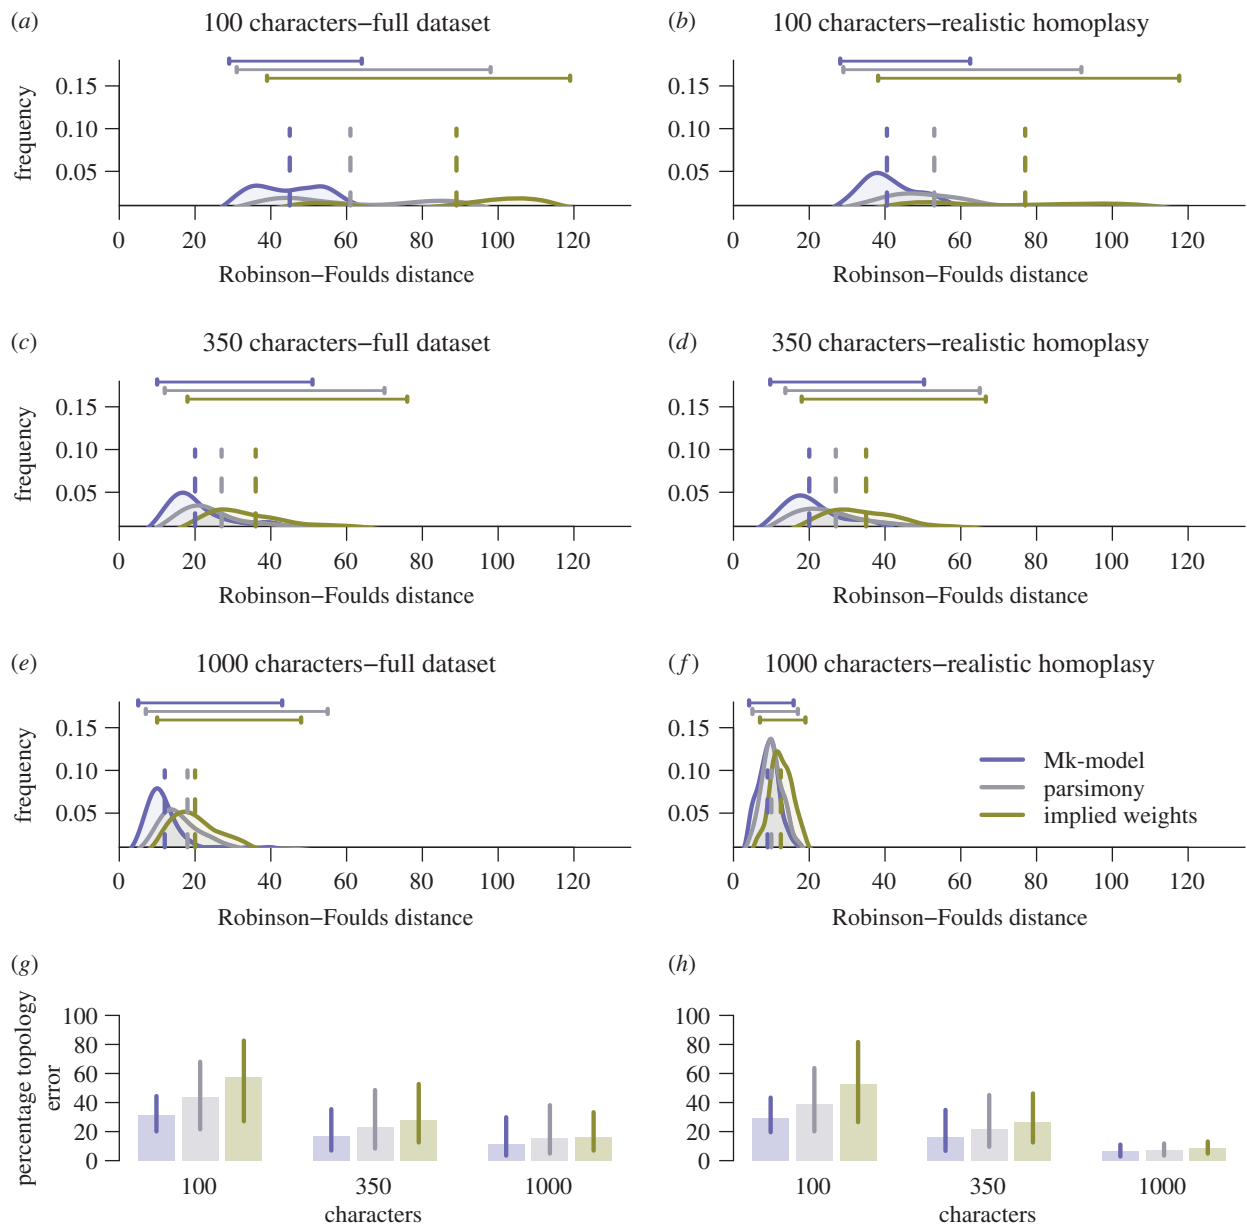 (a) 100 characters–full dataset
frequency
0.15
0.10
0.05
0 20 40 60 80 100 120
Robinson–Foulds distance
(b) 100 characters–realistic homoplasy
0.15
0.10
0.05
0 20 40 60 80 100 120
Robinson–Foulds distance
(c) 350 characters–full dataset
frequency
0.15
0.10
0.05
0 20 40 60 80 100 120
Robinson–Foulds distance
(d) 350 characters–realistic homoplasy
0.15
0.10
0.05
0 20 40 60 80 100 120
Robinson–Foulds distance
(e) 1000 characters–full dataset
frequency
0.15
0.10
0.05
0 20 40 60 80 100 120
Robinson–Foulds distance
(f) 1000 characters–realistic homoplasy
0.15
0.10
0.05
Mk-model
parsimony
implied weights
0 20 40 60 80 100 120
Robinson–Foulds distance
(g)
percentage topology
error
100
80
60
40
20
0
100 350 1000
characters
(h)
100
80
60
40
20
0
100 350 1000
characters